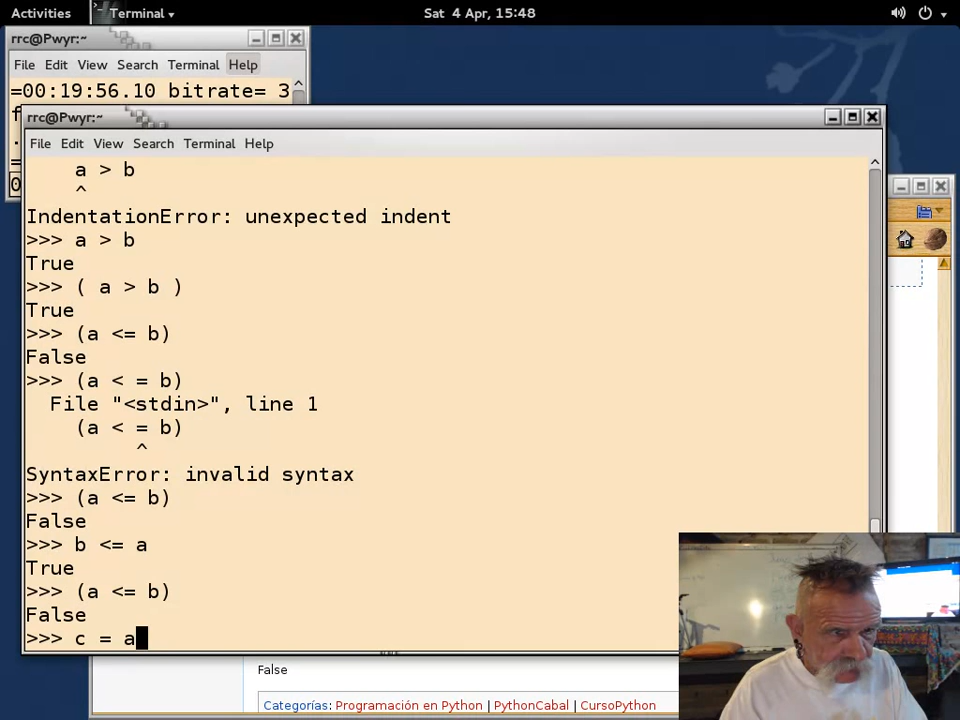 Activities
Terminal
Sat 4 Apr, 15:48
rrc@Pwyr:~
File Edit View Search Terminal Help
=00:19:56.10 bitrate= 3
rrc@Pwyr:~
File Edit View Search Terminal Help
a > b
^
IndentationError: unexpected indent
>>> a > b
True
>>> ( a > b )
True
>>> (a <= b)
False
>>> (a < = b)
File "<stdin>", line 1
(a < = b)
^
SyntaxError: invalid syntax
>>> (a <= b)
False
>>> b <= a
True
>>> (a <= b)
False
>>> c = a
False
Categorías: Programación en Python | PythonCabal | CursoPython